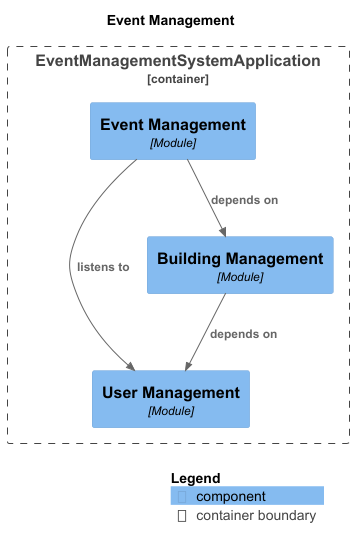 Event Management
EventManagementSystemApplication
[container]
Event Management
[Module]
depends on
Building Management
[Module]
listens to
depends on
User Management
[Module]
Legend
component
container boundary